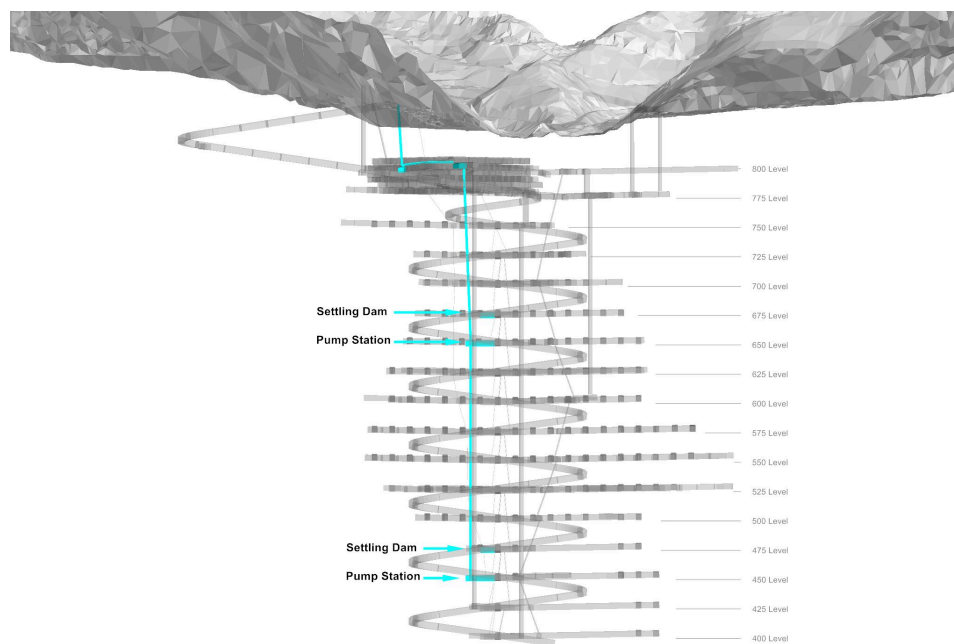 800 Level
775 Level
750 Level
725 Level
700 Level
Settling Dam
675 Level
Pump Station
650 Level
625 Level
600 Level
575 Level
550 Level
525 Level
500 Level
Settling Dam
475 Level
Pump Station
450 Level
425 Level
400 Level